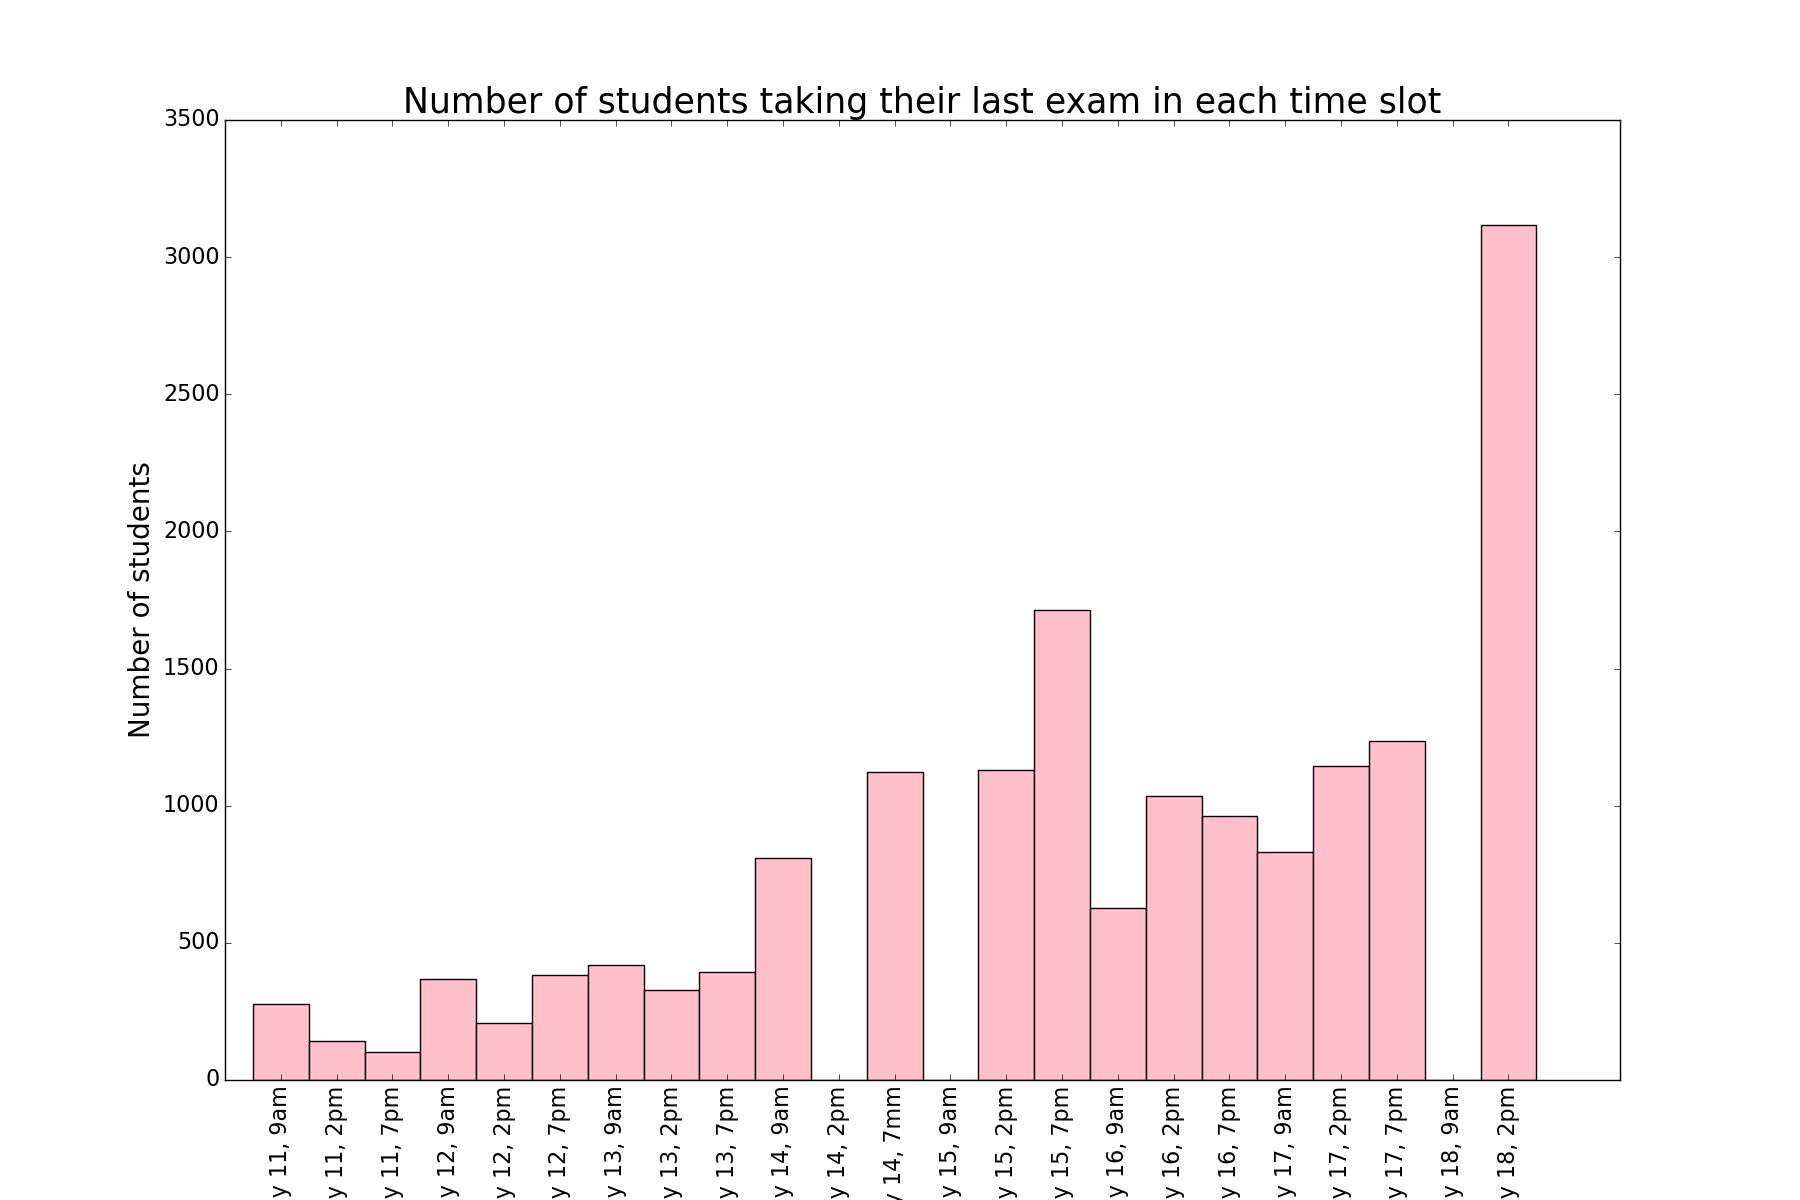 Number of students taking their last exam in each time slot
Number of students
3500
3000
2500
2000
1500
1000
500
0
y 11, 9am
y 11, 2pm
y 11, 7pm
y 12, 9am
y 12, 2pm
y 12, 7pm
y 13, 9am
y 13, 2pm
y 13, 7pm
y 14, 9am
y 14, 2pm
y 14, 7mm
y 15, 9am
y 15, 2pm
y 15, 7pm
y 16, 9am
y 16, 2pm
y 16, 7pm
y 17, 9am
y 17, 2pm
y 17, 7pm
y 18, 9am
y 18, 2pm